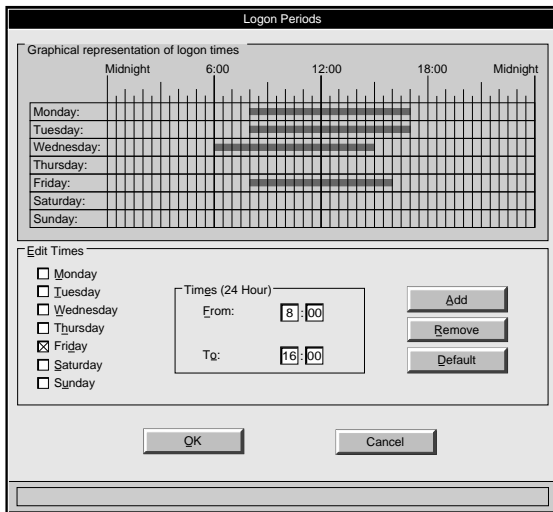 Logon Periods
Graphical representation of logon times
Midnight 6:00 12:00 18:00 Midnight
Monday:
Tuesday:
Wednesday:
Thursday:
Friday:
Saturday:
Sunday:
Edit Times
Monday
Tuesday
Wednesday
Thursday
Friday
Saturday
Sunday
Times (24 Hour)
From: 8:00
To: 16:00
Add
Remove
Default
OK Cancel